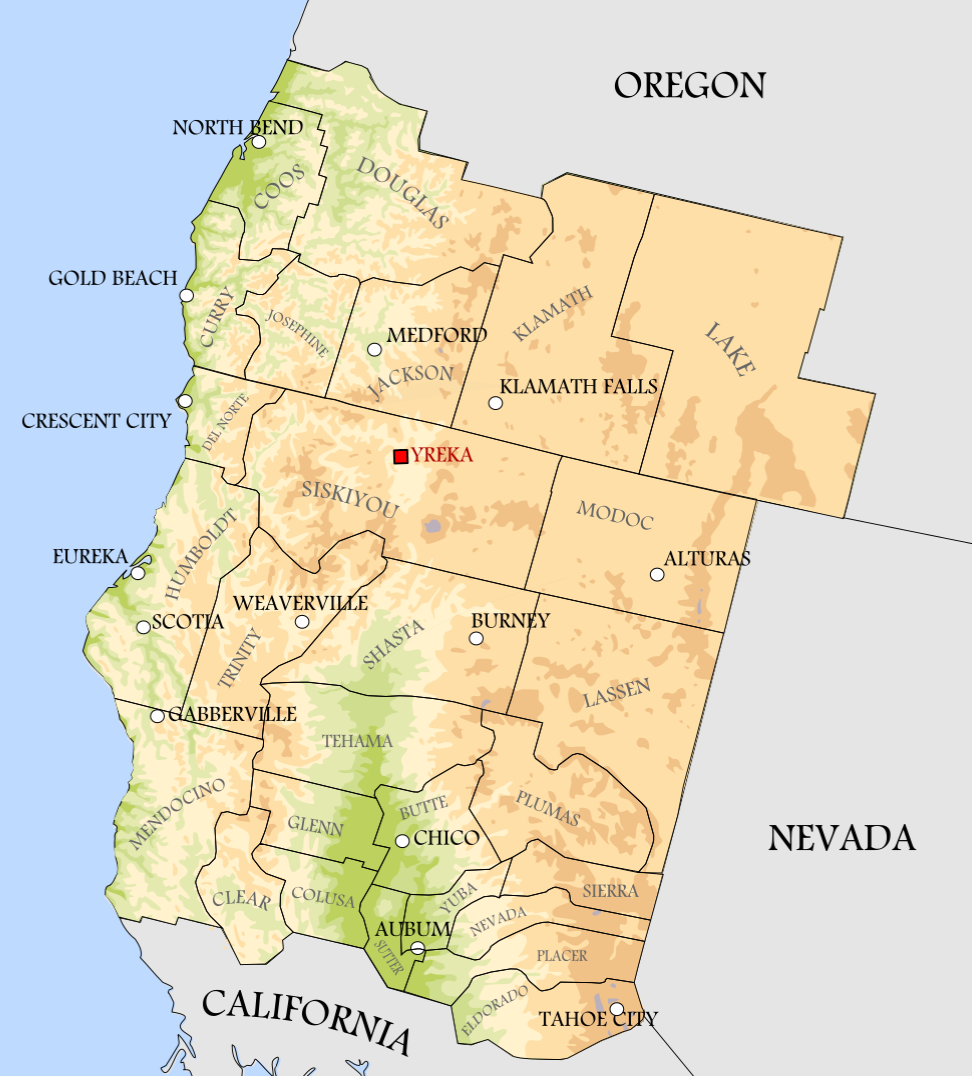 OREGON
NORTH BEND
COOS
DOUGLAS
GOLD BEACH
CURRY
JOSEPHINE
MEDFORD
JACKSON
KLAMATH
KLAMATH FALLS
LAKE
CRESCENT CITY
DEL NORTE
YREKA
SISKIYOU
MODOC
ALTURAS
EUREKA
HUMBOLDT
SCOTIA
WEAVERVILLE
TRINITY
SHASTA
BURNEY
LASSEN
GABBERVILLE
TEHAMA
MENDOCINO
GLENN
BUTTE
CHICO
PLUMAS
NEVADA
CLEAR
COLUSA
YUBA
SIERRA
NEVADA
AUBUM
SUTTER
PLACER
ELDORADO
TAHOE CITY
CALIFORNIA